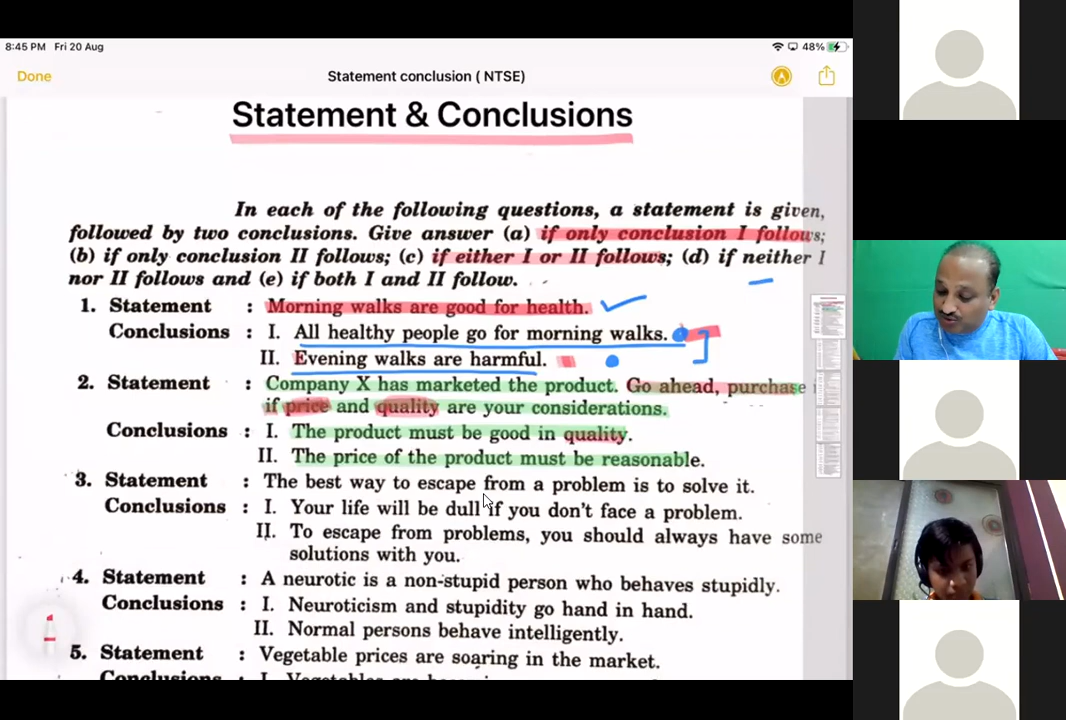 8:45 PM Fri 20 Aug
48%
Done
Statement conclusion ( NTSE)
Statement & Conclusions
In each of the following questions, a statement is given,
followed by two conclusions. Give answer (a) if only conclusion I follows;
(b) if only conclusion II follows; (c) if either I or II follows; (d) if neither I
nor II follows and (e) if both I and II follow.
1. Statement : Morning walks are good for health.
Conclusions : I. All healthy people go for morning walks.
II. Evening walks are harmful.
2. Statement : Company X has marketed the product. Go ahead, purchase
if price and quality are your considerations.
Conclusions : I. The product must be good in quality.
II. The price of the product must be reasonable.
3. Statement : The best way to escape from a problem is to solve it.
Conclusions : I. Your life will be dull if you don't face a problem.
II. To escape from problems, you should always have some
solutions with you.
4. Statement : A neurotic is a non-stupid person who behaves stupidly.
Conclusions : I. Neuroticism and stupidity go hand in hand.
II. Normal persons behave intelligently.
5. Statement : Vegetable prices are soaring in the market.
Conclusions : I. Vegetables are